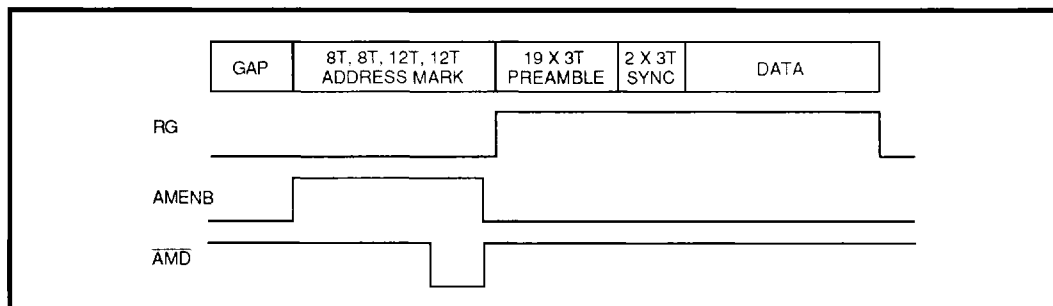 GAP
8T, 8T, 12T, 12T
ADDRESS MARK
19 X 3T
PREAMBLE
2 X 3T
SYNC
DATA
RG
AMENB
AMD